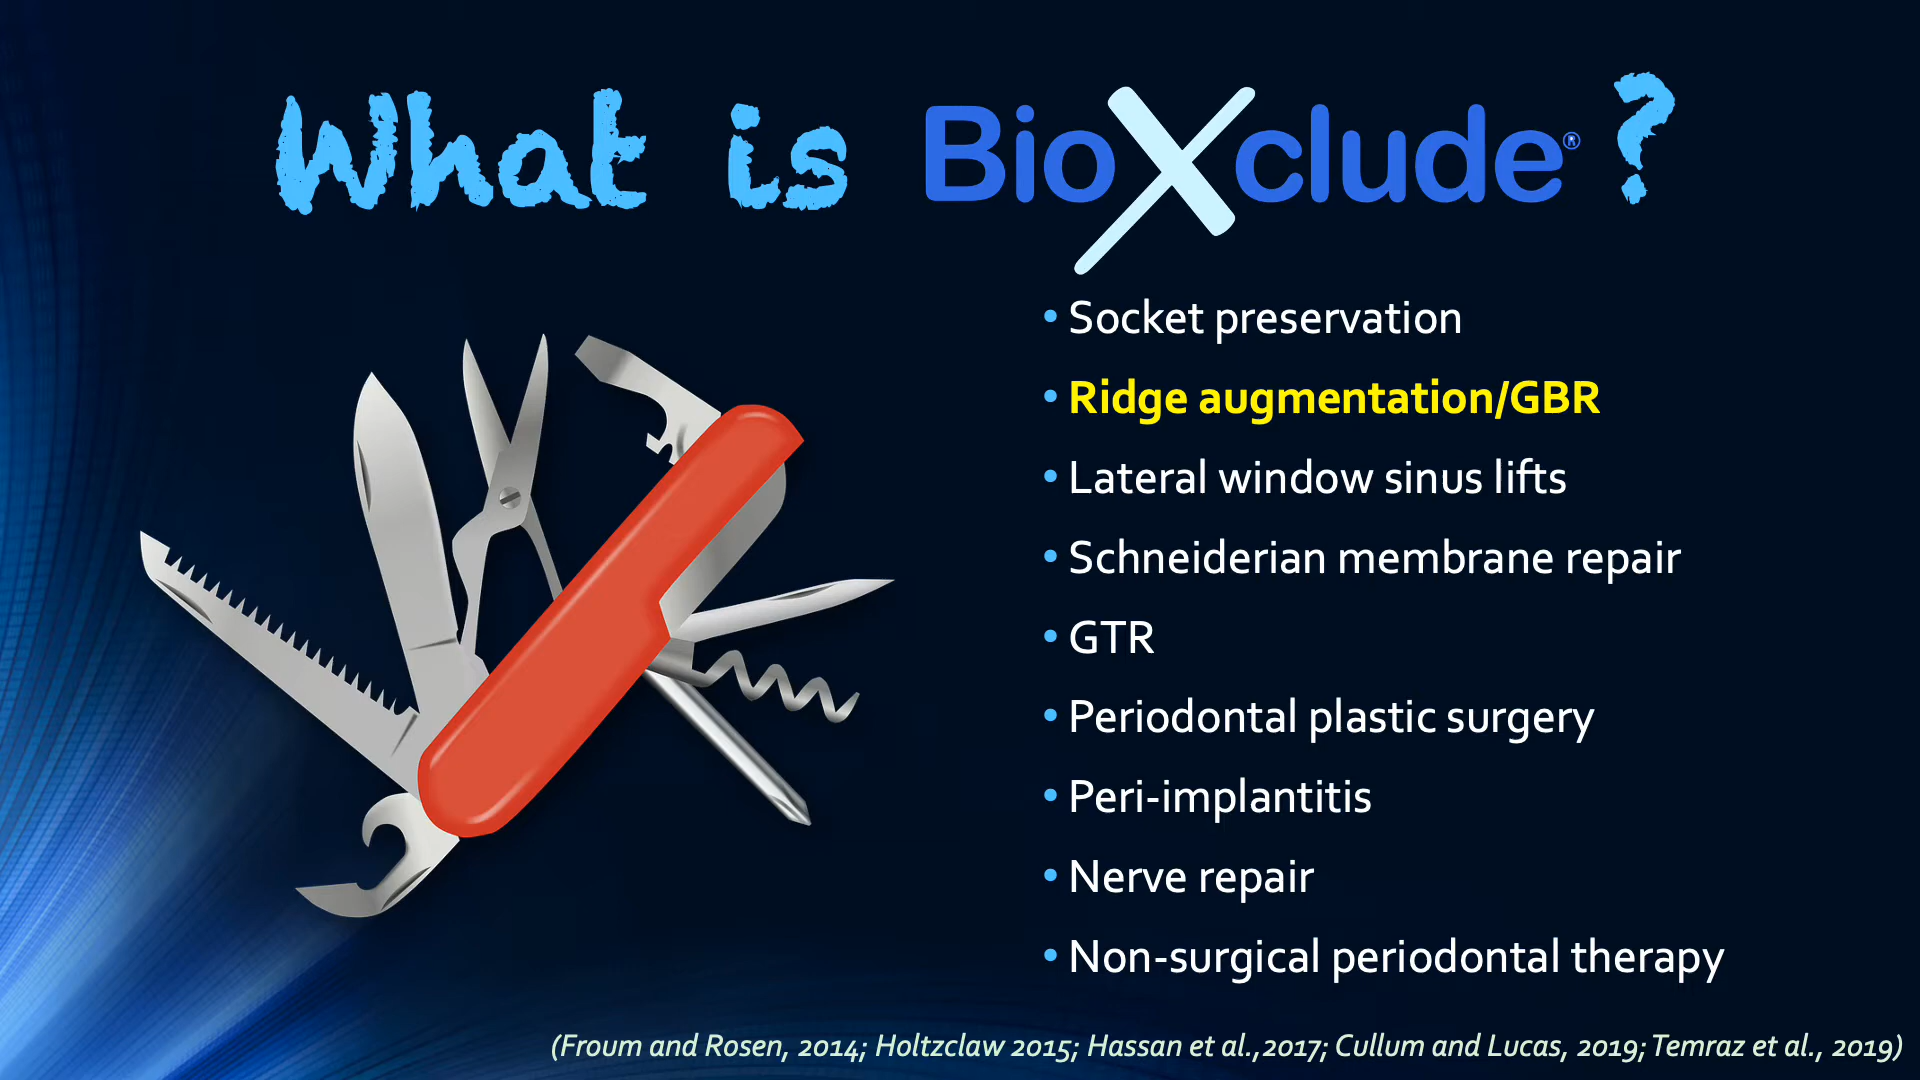 What is BioXclude® ?
• Socket preservation
• Ridge augmentation/GBR
• Lateral window sinus lifts
• Schneiderian membrane repair
• GTR
• Periodontal plastic surgery
• Peri-implantitis
• Nerve repair
• Non-surgical periodontal therapy
(Froum and Rosen, 2014; Holtzclaw 2015; Hassan et al.,2017; Cullum and Lucas, 2019; Temraz et al., 2019)